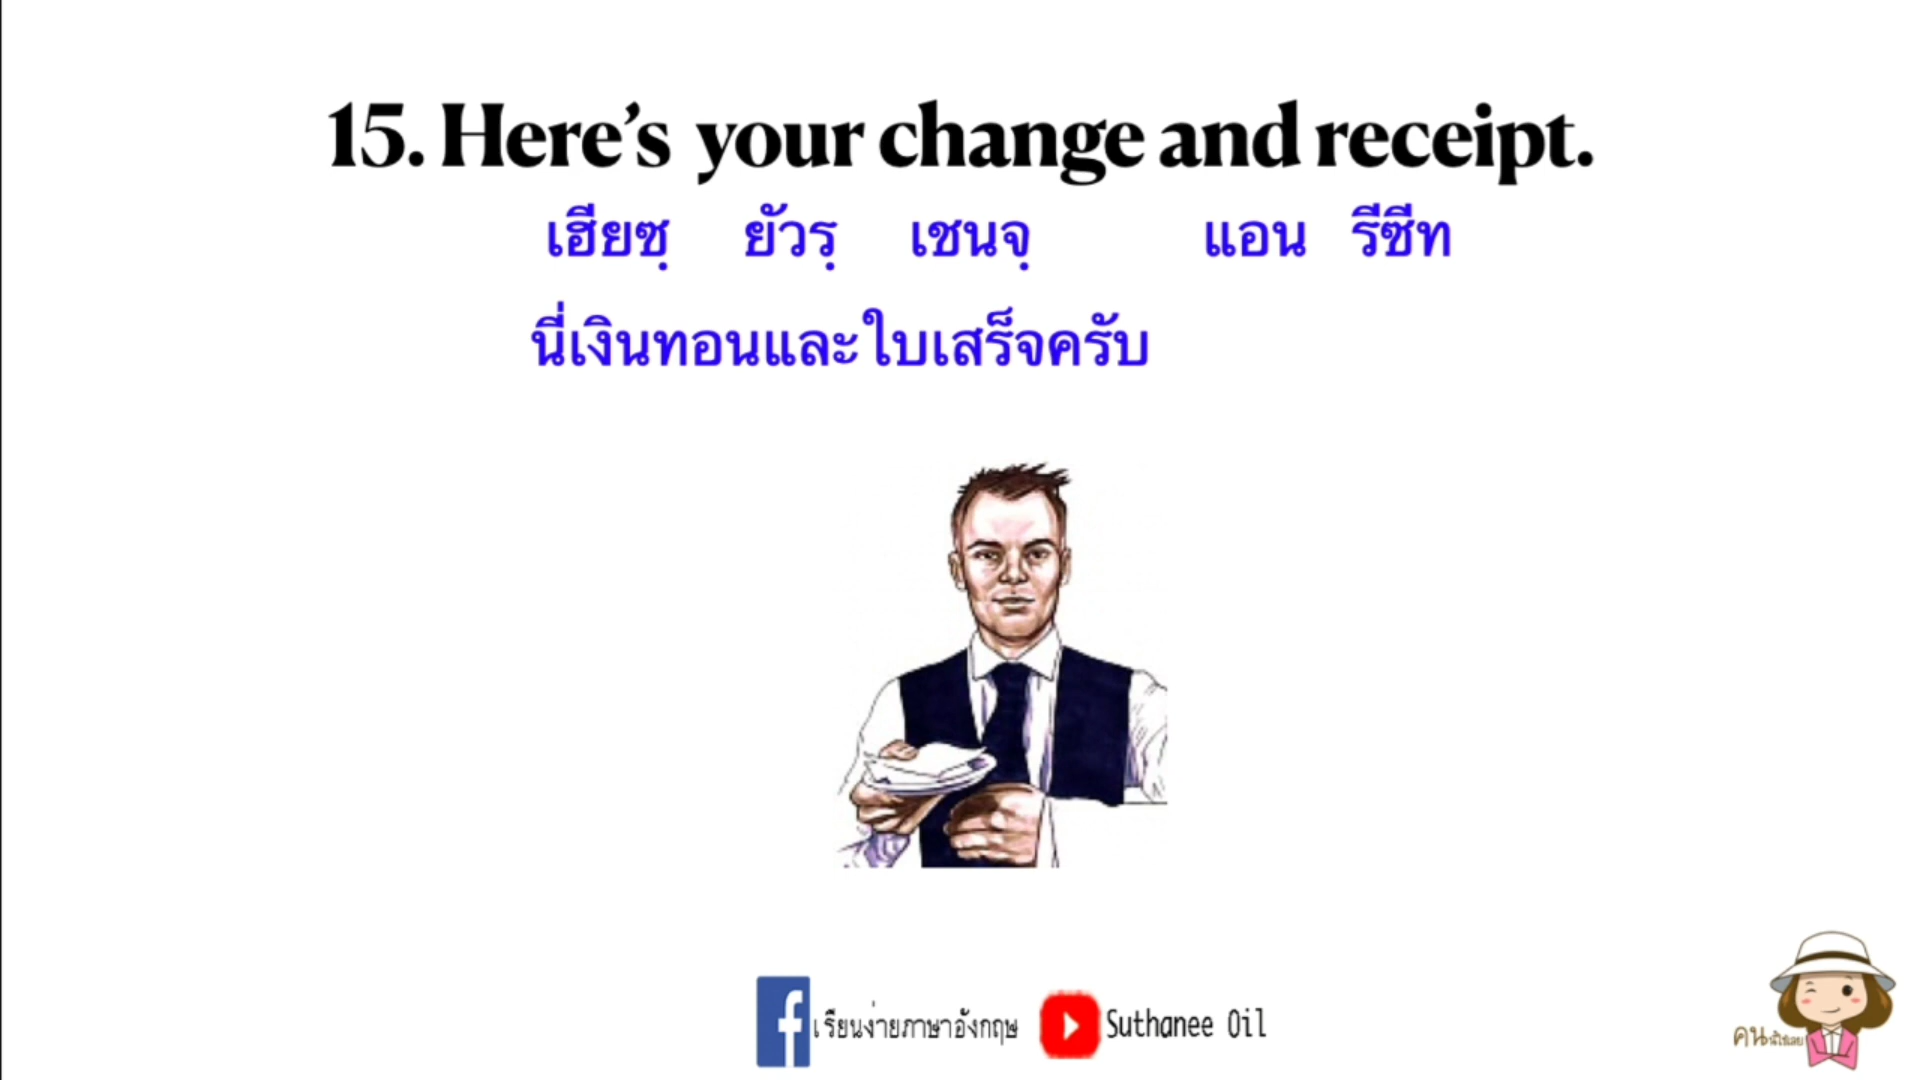 15. Here's your change and receipt.
เฮียซฺ ยัวรฺ เชนจฺ แอน รีซีท
นี่เงินทอนและใบเสร็จครับ
เรียนง่ายภาษาอังกฤษ Suthanee Oil
คน